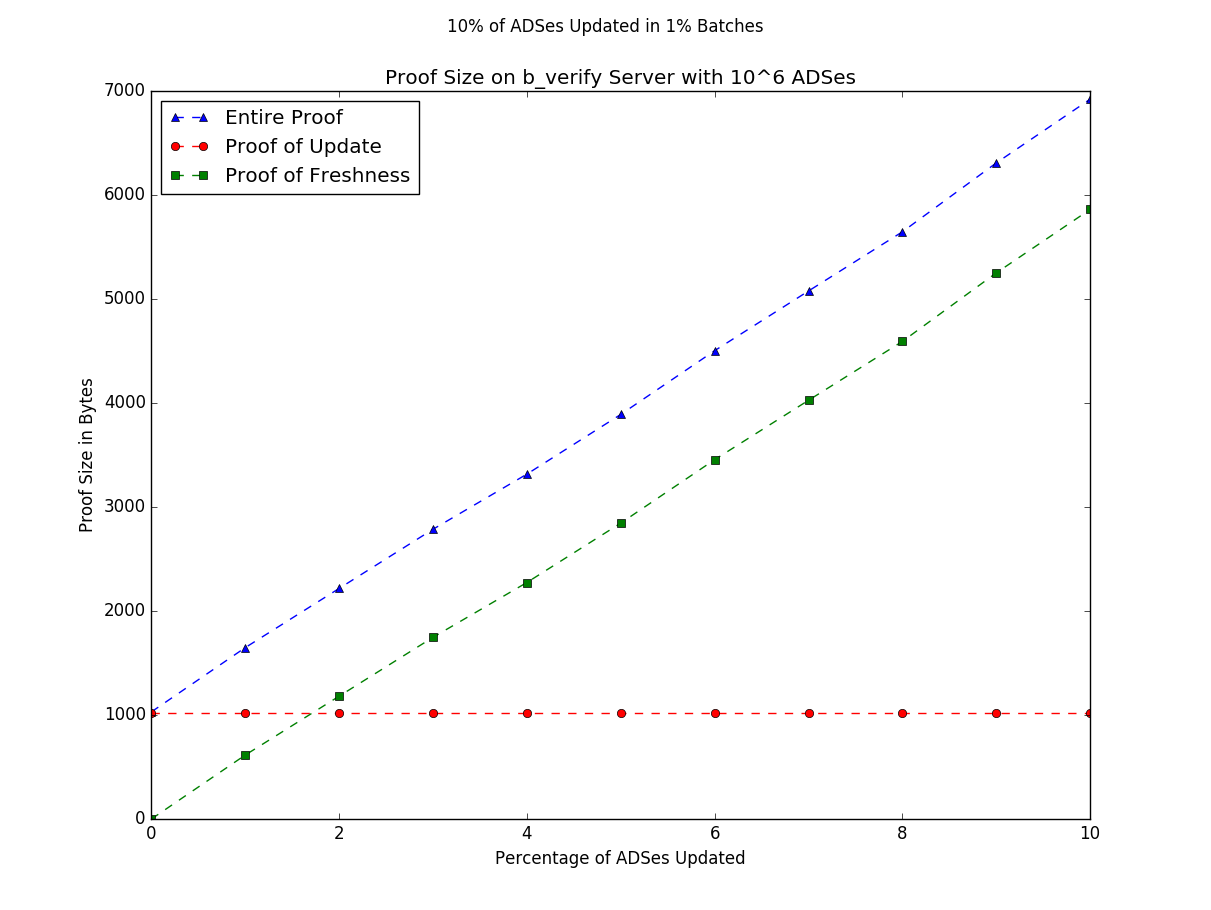 10% of ADSes Updated in 1% Batches
Proof Size on b_verify Server with 10^6 ADSes
Entire Proof
Proof of Update
Proof of Freshness
7000
6000
5000
4000
3000
2000
1000
0
Proof Size in Bytes
0 2 4 6 8 10
Percentage of ADSes Updated